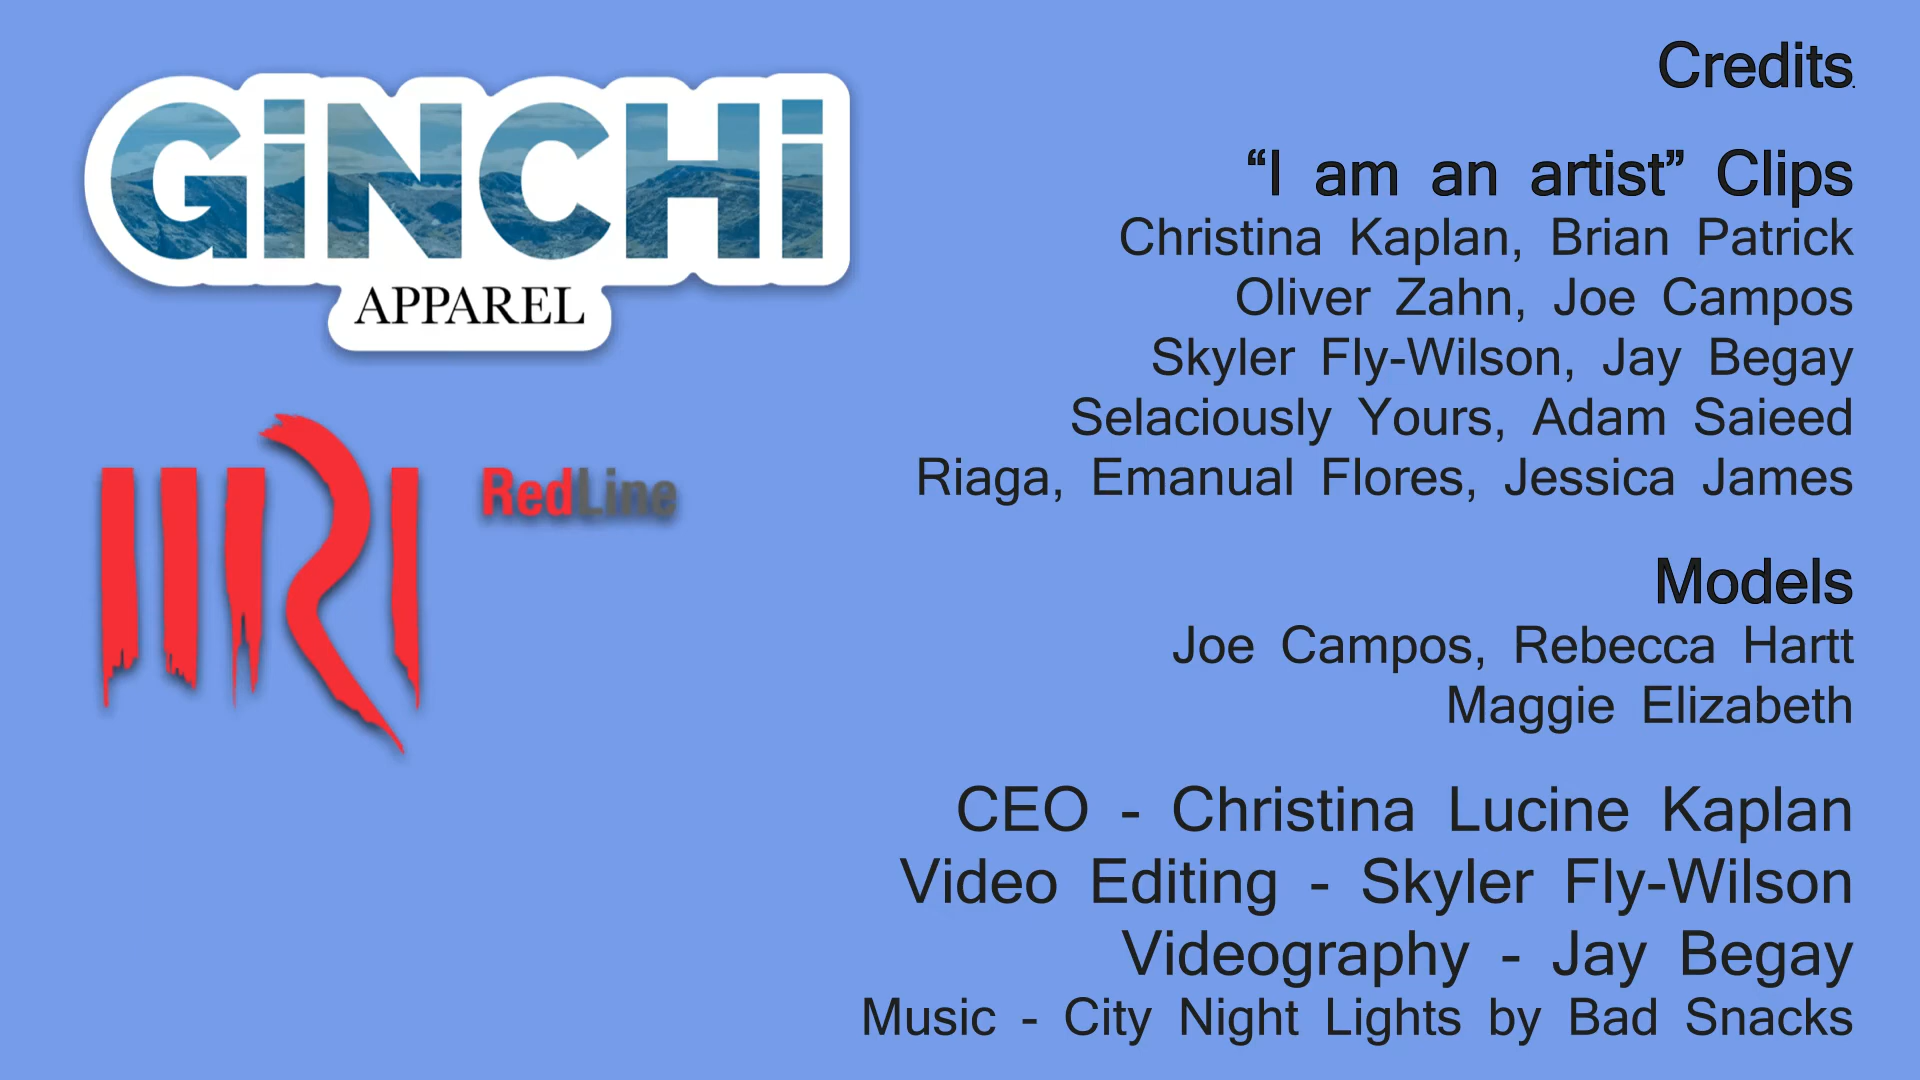 GiNCHi
APPAREL
RedLine
Credits
“I am an artist” Clips
Christina Kaplan, Brian Patrick
Oliver Zahn, Joe Campos
Skyler Fly-Wilson, Jay Begay
Selaciously Yours, Adam Saieed
Riaga, Emanual Flores, Jessica James
Models
Joe Campos, Rebecca Hartt
Maggie Elizabeth
CEO - Christina Lucine Kaplan
Video Editing - Skyler Fly-Wilson
Videography - Jay Begay
Music - City Night Lights by Bad Snacks